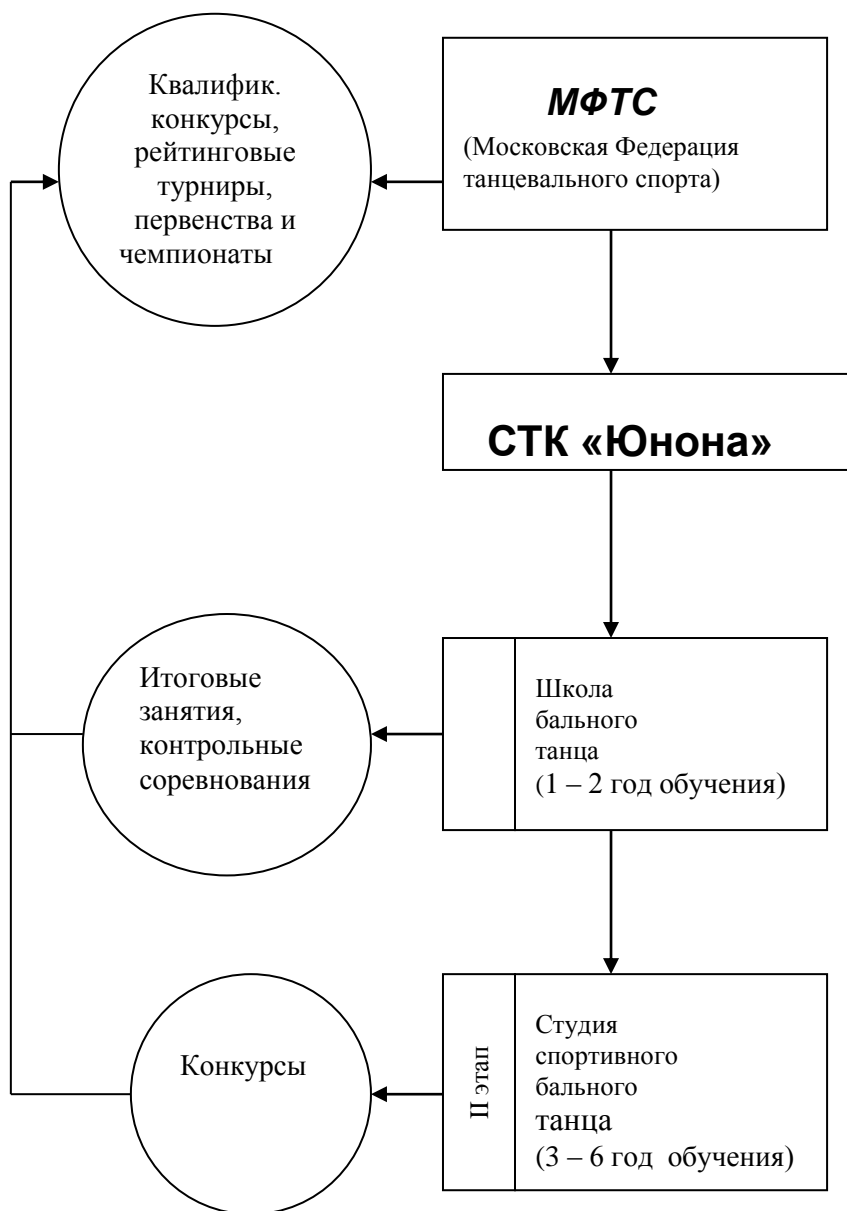 Квалифик.
конкурсы,
рейтинговые
турниры,
первенства и
чемпионаты
МФТС
(Московская Федерация
танцевального спорта)
СТК «Юнона»
Итоговые
занятия,
контрольные
соревнования
Школа
бального
танца
(1 – 2 год обучения)
Конкурсы
II этап
Студия
спортивного
бального
танца
(3 – 6 год обучения)